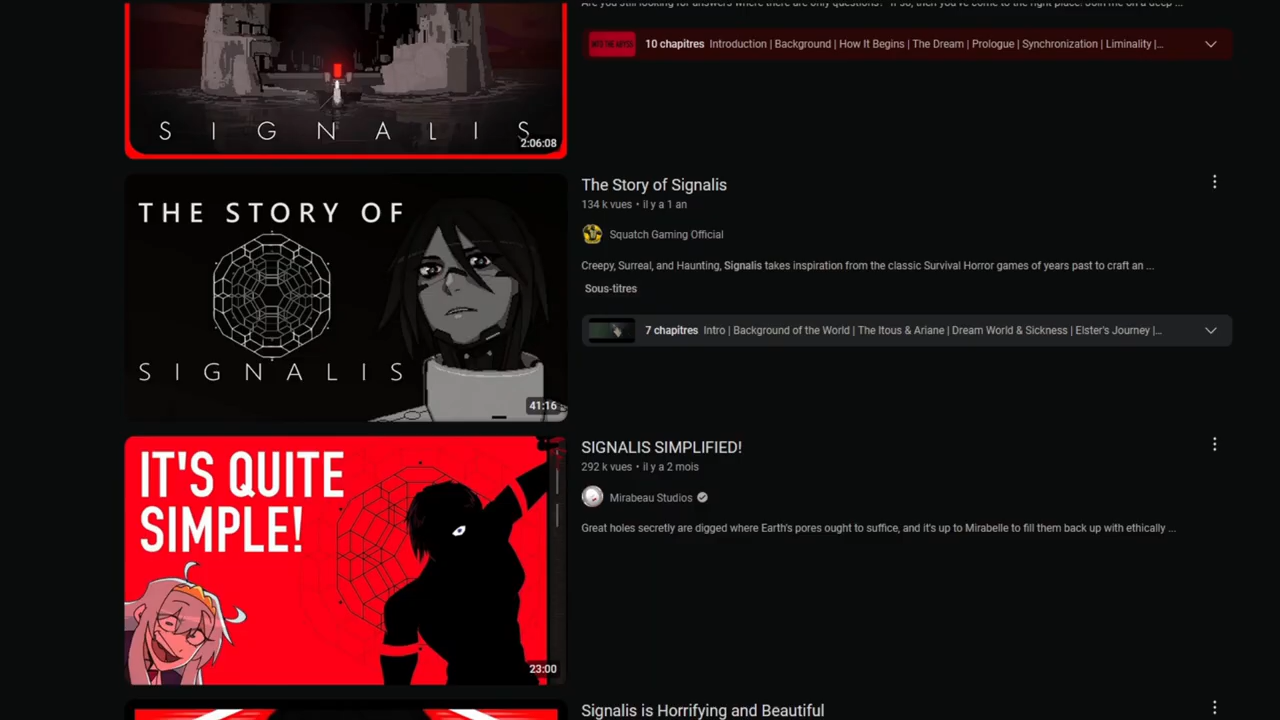 Are you still looking for answers where there are only questions? If so, then you've come to the right place! Join me on a deep ...
INTO THE ABYSS
10 chapitres Introduction | Background | How It Begins | The Dream | Prologue | Synchronization | Liminality |...
SIGNALIS
2:06:08
THE STORY OF
SIGNALIS
41:16
The Story of Signalis
134 k vues • il y a 1 an
Squatch Gaming Official
Creepy, Surreal, and Haunting, Signalis takes inspiration from the classic Survival Horror games of years past to craft an ...
Sous-titres
7 chapitres Intro | Background of the World | The Itous & Ariane | Dream World & Sickness | Elster's Journey |...
IT'S QUITE
SIMPLE!
23:00
SIGNALIS SIMPLIFIED!
292 k vues • il y a 2 mois
Mirabeau Studios
Great holes secretly are digged where Earth's pores ought to suffice, and it's up to Mirabelle to fill them back up with ethically ...
Signalis is Horrifying and Beautiful